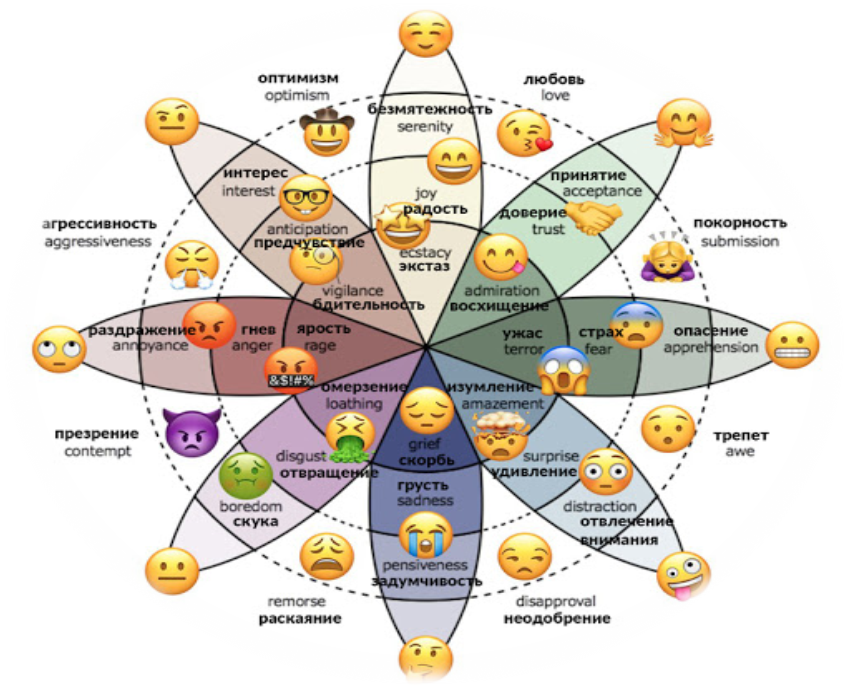 оптимизм
optimism
любовь
love
безмятежность
serenity
интерес
interest
принятие
acceptance
joy
радость
доверие
trust
агрессивность
aggressiveness
покорность
submission
anticipation
предчувствие
ecstacy
экстаз
vigilance
бдительность
admiration
восхищение
раздражение
annoyance
гнев
anger
ярость
rage
ужас
terror
страх
fear
опасение
apprehension
&$!#%
омерзение
loathing
изумление
amazement
презрение
contempt
трепет
awe
grief
скорбь
disgust
отвращение
surprise
удивление
грусть
sadness
boredom
скука
distraction
отвлечение
внимания
pensiveness
задумчивость
remorse
раскаяние
disapproval
неодобрение